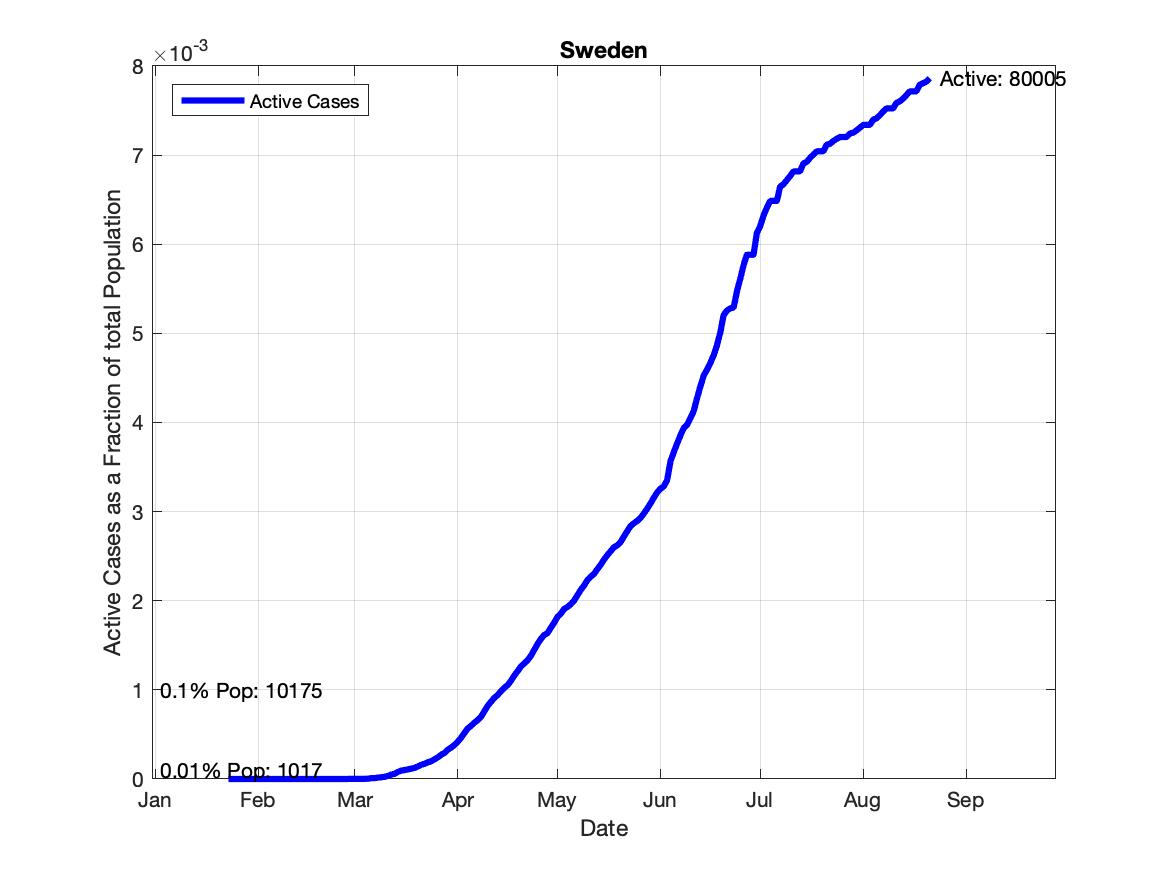 Sweden
×10-3
8
7
6
5
4
3
2
1
0
Active Cases
Active: 80005
0.1% Pop: 10175
0.01% Pop: 1017
Active Cases as a Fraction of total Population
Jan Feb Mar Apr May Jun Jul Aug Sep
Date